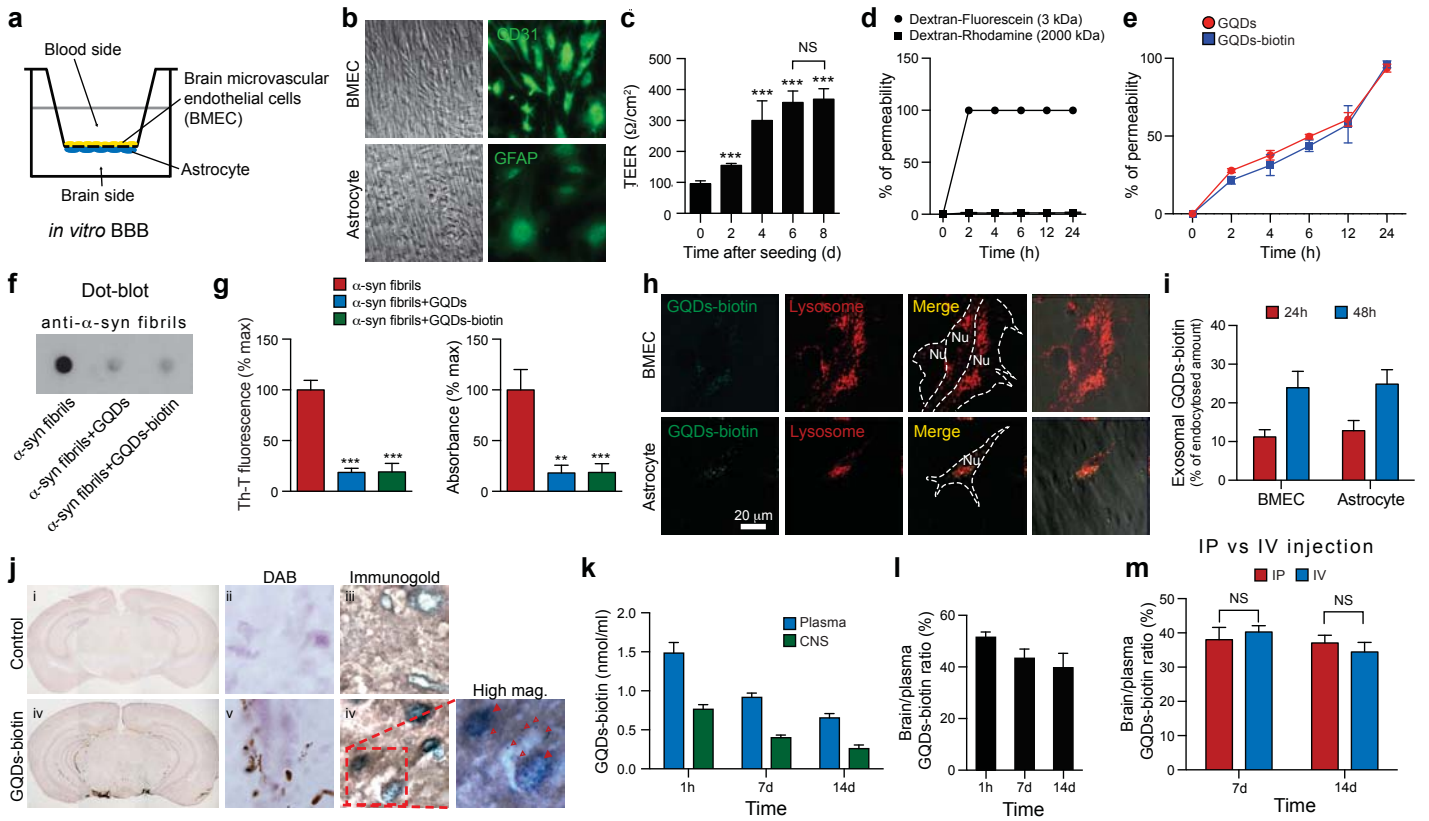 a
Blood side
Brain microvascular
endothelial cells
(BMEC)
Astrocyte
Brain side
in vitro BBB
b
BMEC
CD31
Astrocyte
GFAP
c
NS
***
***
***
***
TEER (Ω/cm²)
500
400
300
200
100
0
0 2 4 6 8
Time after seeding (d)
d
Dextran-Fluorescein (3 kDa)
Dextran-Rhodamine (2000 kDa)
% of permeability
150
100
50
0
0 2 4 6 12 24
Time (h)
e
GQDs
GQDs-biotin
% of permeability
100
50
0
0 2 4 6 12 24
Time (h)
f
Dot-blot
anti-α-syn fibrils
α-syn fibrils
α-syn fibrils+GQDs
α-syn fibrils+GQDs-biotin
g
α-syn fibrils
α-syn fibrils+GQDs
α-syn fibrils+GQDs-biotin
Th-T fluorescence (% max)
150
100
50
0
*** ***
Absorbance (% max)
150
100
50
0
** ***
h
GQDs-biotin Lysosome Merge
BMEC
Nu
Nu
Nu
GQDs-biotin Lysosome Merge
Astrocyte
Nu
20 μm
i
24h 48h
Exosomal GQDs-biotin
(% of endocytosed amount)
40
30
20
10
0
BMEC Astrocyte
j
DAB Immunogold
Control
i ii iii
High mag.
GQDs-biotin
iv v iv
k
Plasma
CNS
GQDs-biotin (nmol/ml)
2.0
1.5
1.0
0.5
0.0
1h 7d 14d
Time
l
Brain/plasma
GQDs-biotin ratio (%)
60
40
20
0
1h 7d 14d
Time
IP vs IV injection
m
IP IV
NS NS
Brain/plasma
GQDs-biotin ratio (%)
50
40
30
20
10
0
7d 14d
Time